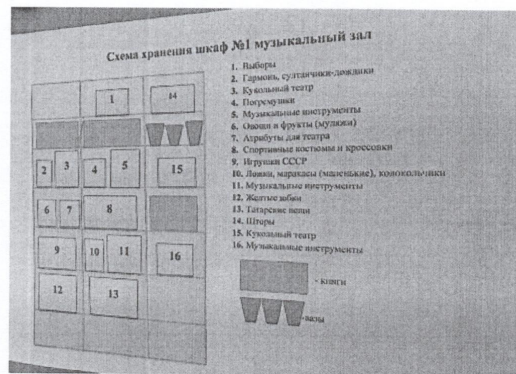 Схема хранения шкаф №1 музыкальный зал
1. Выборы
2. Гармонь, султанчики-дождики
3. Кукольный театр
4. Погремушки
5. Музыкальные инструменты
6. Овощи и фрукты (муляжи)
7. Атрибуты для театра
8. Спортивные костюмы и кроссовки
9. Игрушки СССР
10. Ложки, маракасы (маленькие), колокольчики
11. Музыкальные инструменты
12. Желтые
13. Татарские вещи
14. Шторы
15. Кукольный театр
16. Музыкальные инструменты
- книги
-вазы
1 14
2 3 4 5 15
6 7 8
9 10 11 16
12 13